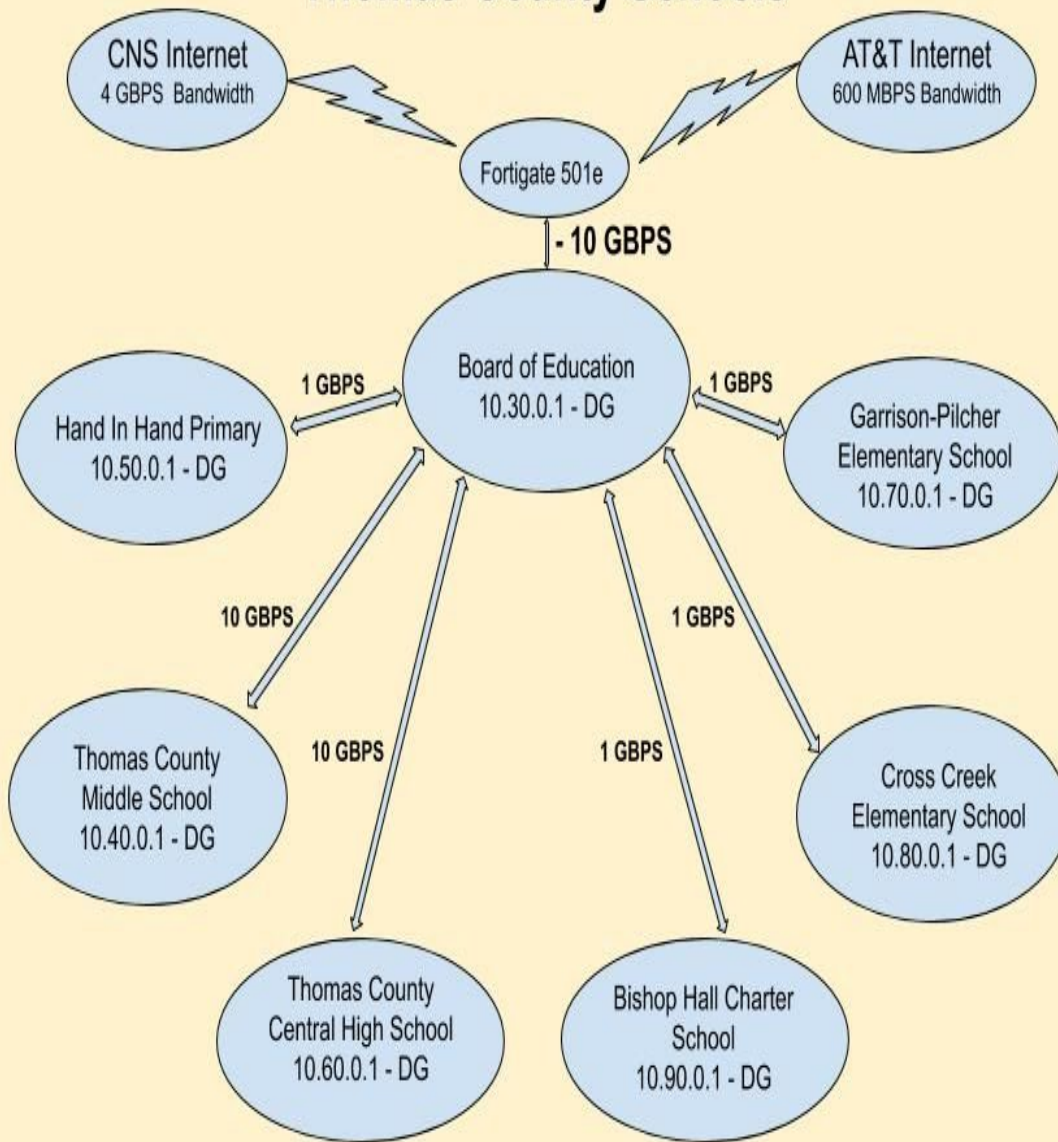 CNS Internet
4 GBPS Bandwidth
AT&T Internet
600 MBPS Bandwidth
Fortigate 501e
- 10 GBPS
Board of Education
10.30.0.1 - DG
1 GBPS
1 GBPS
Hand In Hand Primary
10.50.0.1 - DG
Garrison-Pilcher
Elementary School
10.70.0.1 - DG
10 GBPS
1 GBPS
10 GBPS
1 GBPS
Thomas County
Middle School
10.40.0.1 - DG
Cross Creek
Elementary School
10.80.0.1 - DG
Thomas County
Central High School
10.60.0.1 - DG
Bishop Hall Charter
School
10.90.0.1 - DG